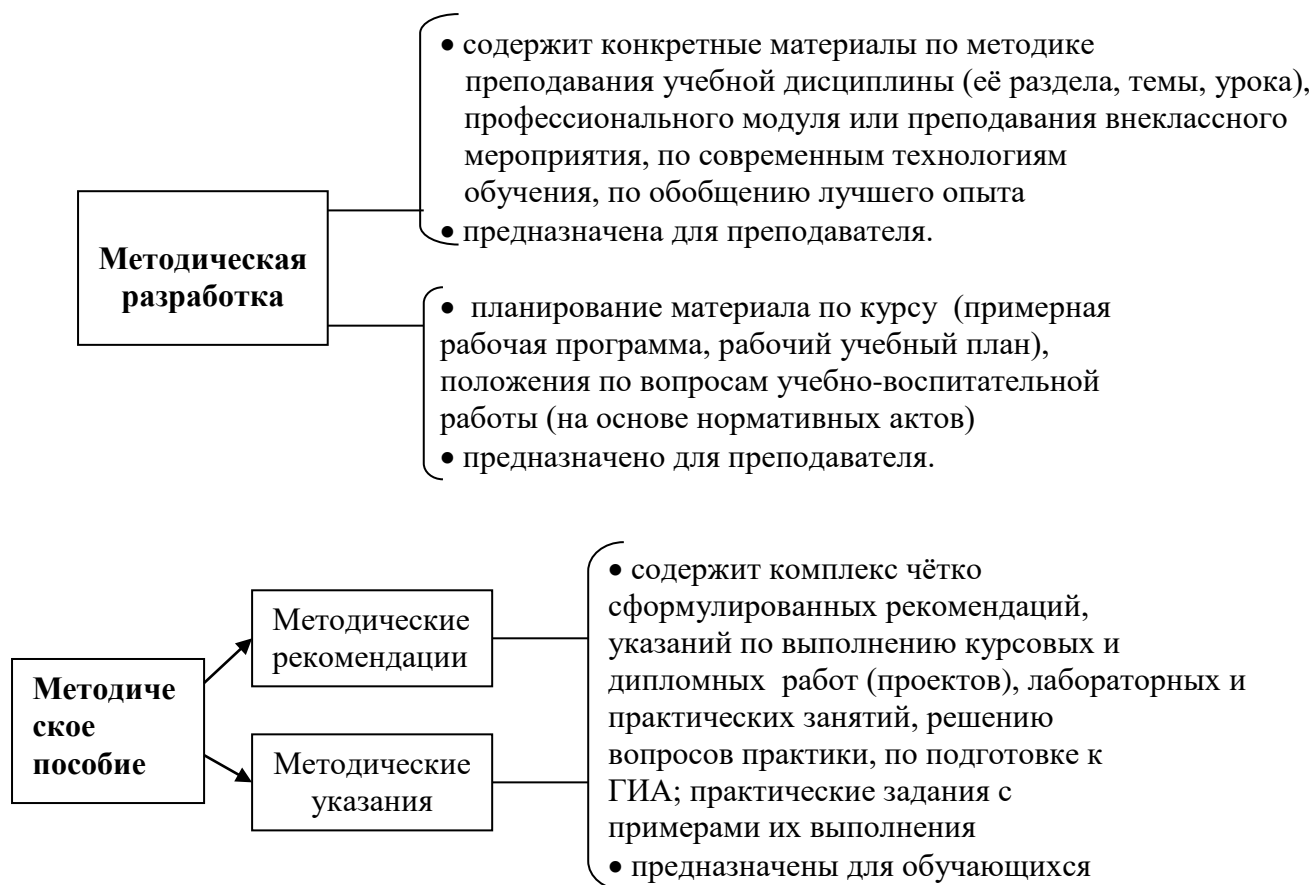 • содержит конкретные материалы по методике
преподавания учебной дисциплины (её раздела, темы, урока),
профессионального модуля или преподавания внеклассного
мероприятия, по современным технологиям
обучения, по обобщению лучшего опыта
• предназначена для преподавателя.
Методическая
разработка
• планирование материала по курсу (примерная
рабочая программа, рабочий учебный план),
положения по вопросам учебно-воспитательной
работы (на основе нормативных актов)
• предназначено для преподавателя.
Методиче
ское
пособие
Методические
рекомендации
Методические
указания
• содержит комплекс чётко
сформулированных рекомендаций,
указаний по выполнению курсовых и
дипломных работ (проектов), лабораторных и
практических занятий, решению
вопросов практики, по подготовке к
ГИА; практические задания с
примерами их выполнения
• предназначены для обучающихся